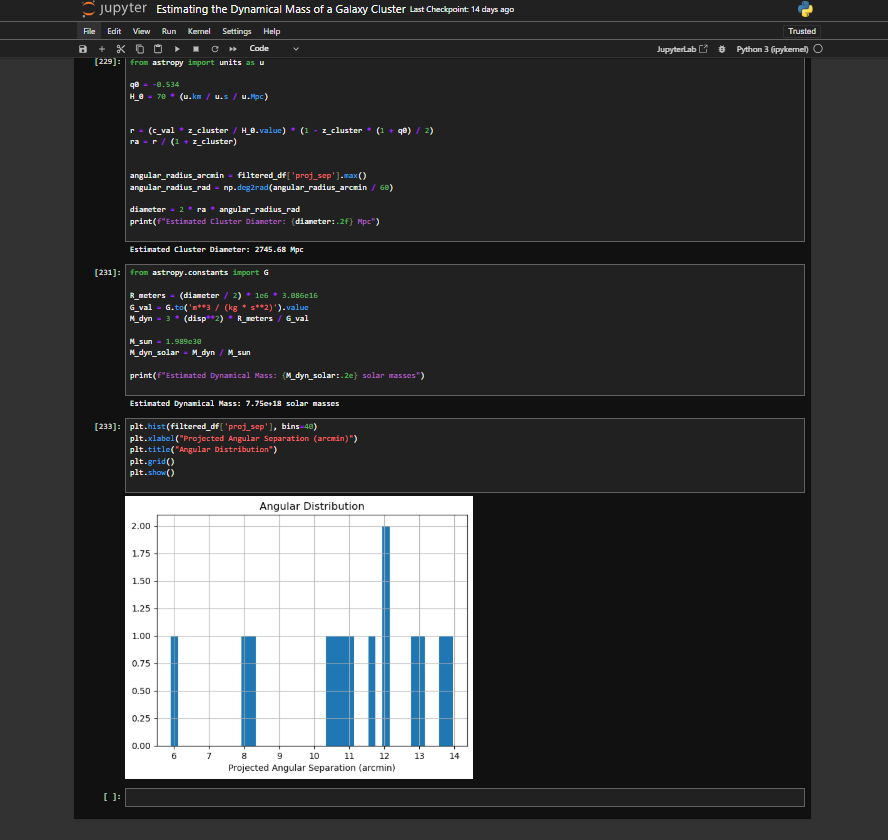 jupyter Estimating the Dynamical Mass of a Galaxy Cluster Last Checkpoint: 14 days ago
File Edit View Run Kernel Settings Help Trusted
Code JupyterLab Python 3 (ipykernel)
[229]: from astropy import units as u
q0 = -0.534
H_0 = 70 * (u.km / u.s / u.Mpc)
r = (c_val * z_cluster / H_0.value) * (1 - z_cluster * (1 + q0) / 2)
ra = r / (1 + z_cluster)
angular_radius_arcmin = filtered_df['proj_sep'].max()
angular_radius_rad = np.deg2rad(angular_radius_arcmin / 60)
diameter = 2 * ra * angular_radius_rad
print(f"Estimated Cluster Diameter: {diameter:.2f} Mpc")
Estimated Cluster Diameter: 2745.68 Mpc
[231]: from astropy.constants import G
R_meters = (diameter / 2) * 1e6 * 3.086e16
G_val = G.to('m**3 / (kg * s**2)').value
M_dyn = 3 * (disp**2) * R_meters / G_val
M_sun = 1.989e30
M_dyn_solar = M_dyn / M_sun
print(f"Estimated Dynamical Mass: {M_dyn_solar:.2e} solar masses")
Estimated Dynamical Mass: 7.75e+18 solar masses
[233]: plt.hist(filtered_df['proj_sep'], bins=40)
plt.xlabel("Projected Angular Separation (arcmin)")
plt.title("Angular Distribution")
plt.grid()
plt.show()
Angular Distribution
2.00
1.75
1.50
1.25
1.00
0.75
0.50
0.25
0.00
6 7 8 9 10 11 12 13 14
Projected Angular Separation (arcmin)
[ ]: